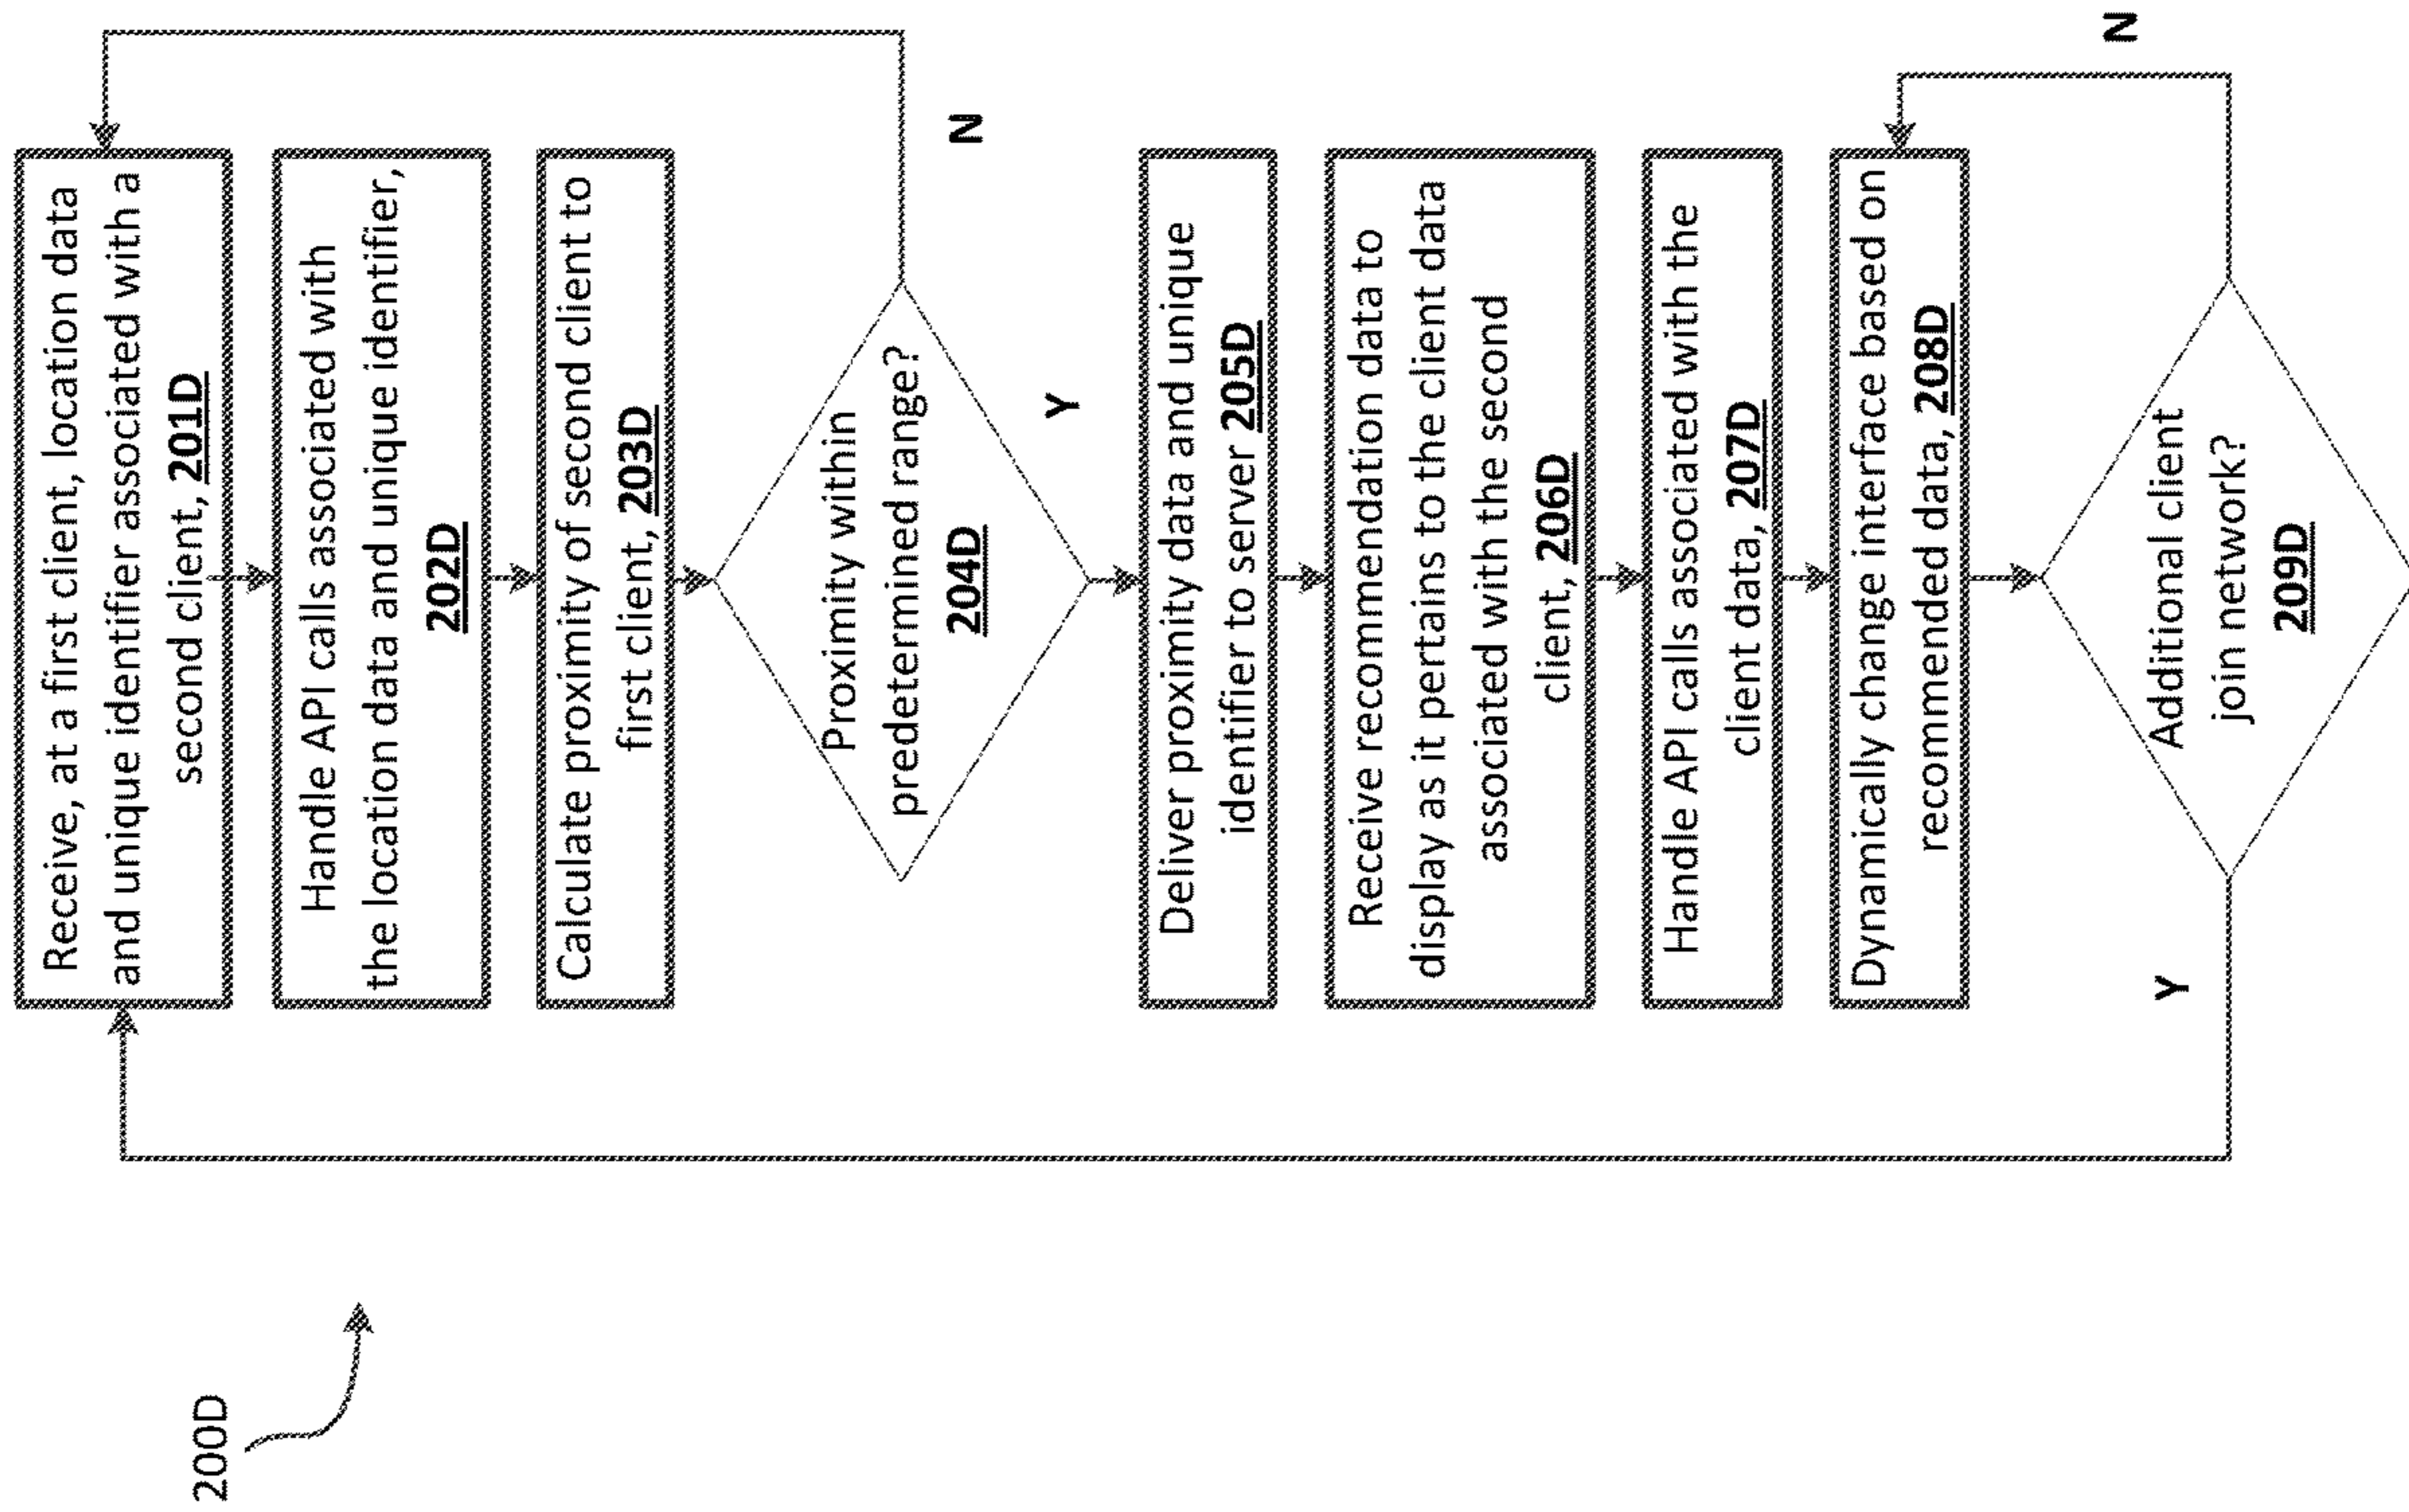 200D
Receive, at a first client, location data
and unique identifier associated with a
second client, 201D
Handle API calls associated with
the location data and unique identifier,
202D
Calculate proximity of second client to
first client, 203D
Proximity within
predetermined range?
204D
N
Y
Deliver proximity data and unique
identifier to server 205D
Receive recommendation data to
display as it pertains to the client data
associated with the second
client, 206D
Handle API calls associated with the
client data, 207D
Dynamically change interface based on
recommended data, 208D
Additional client
join network?
209D
Y
N